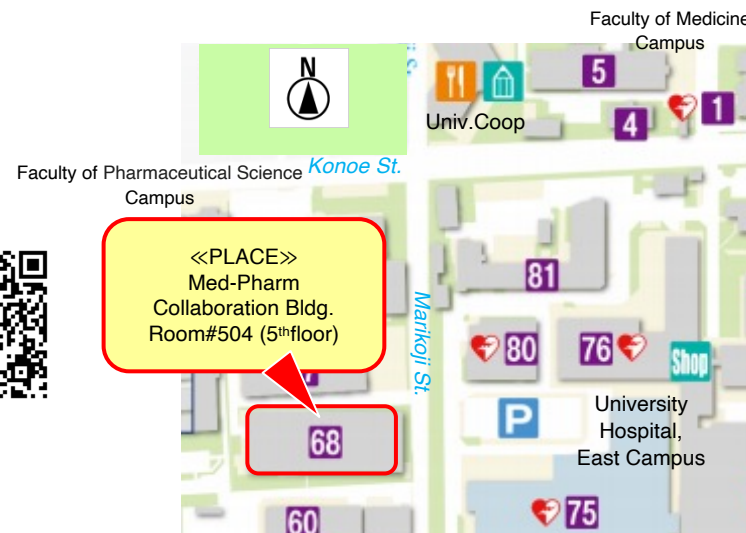 Faculty of Medicine
Campus
N
5
Univ.Coop
4
1
Konoe St.
Faculty of Pharmaceutical Science
Campus
≪PLACE≫
Med-Pharm
Collaboration Bldg.
Room#504 (5thfloor)
Marikoji St.
81
80
76
Shop
P
University
Hospital,
East Campus
68
75
60